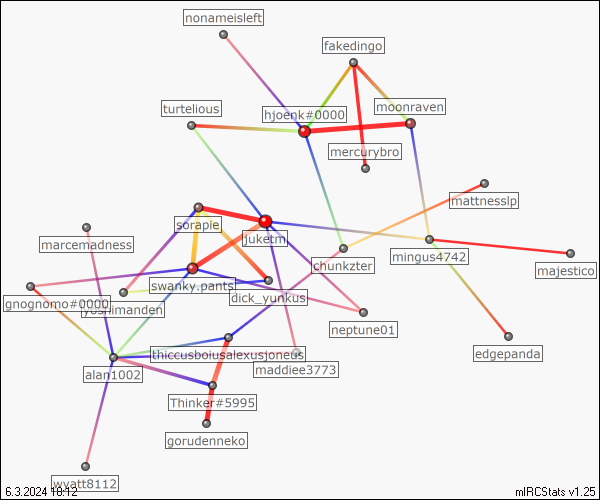 nonameisleft
fakedingo
turtelious
hjoenk#0000
moonraven
mercurybro
mattnesslp
sorapie
juketm
marcemadness
chunkzter
mingus4742
majestico
swanky.pants
dick_yunkus
gnognomo#0000
yoshimanden
neptune01
thiccusboiusalexusjoneus
edgepanda
maddiee3773
alan1002
Thinker#5995
gorudenneko
wyatt8112
6.3.2024 10:12
mIRCStats v1.25